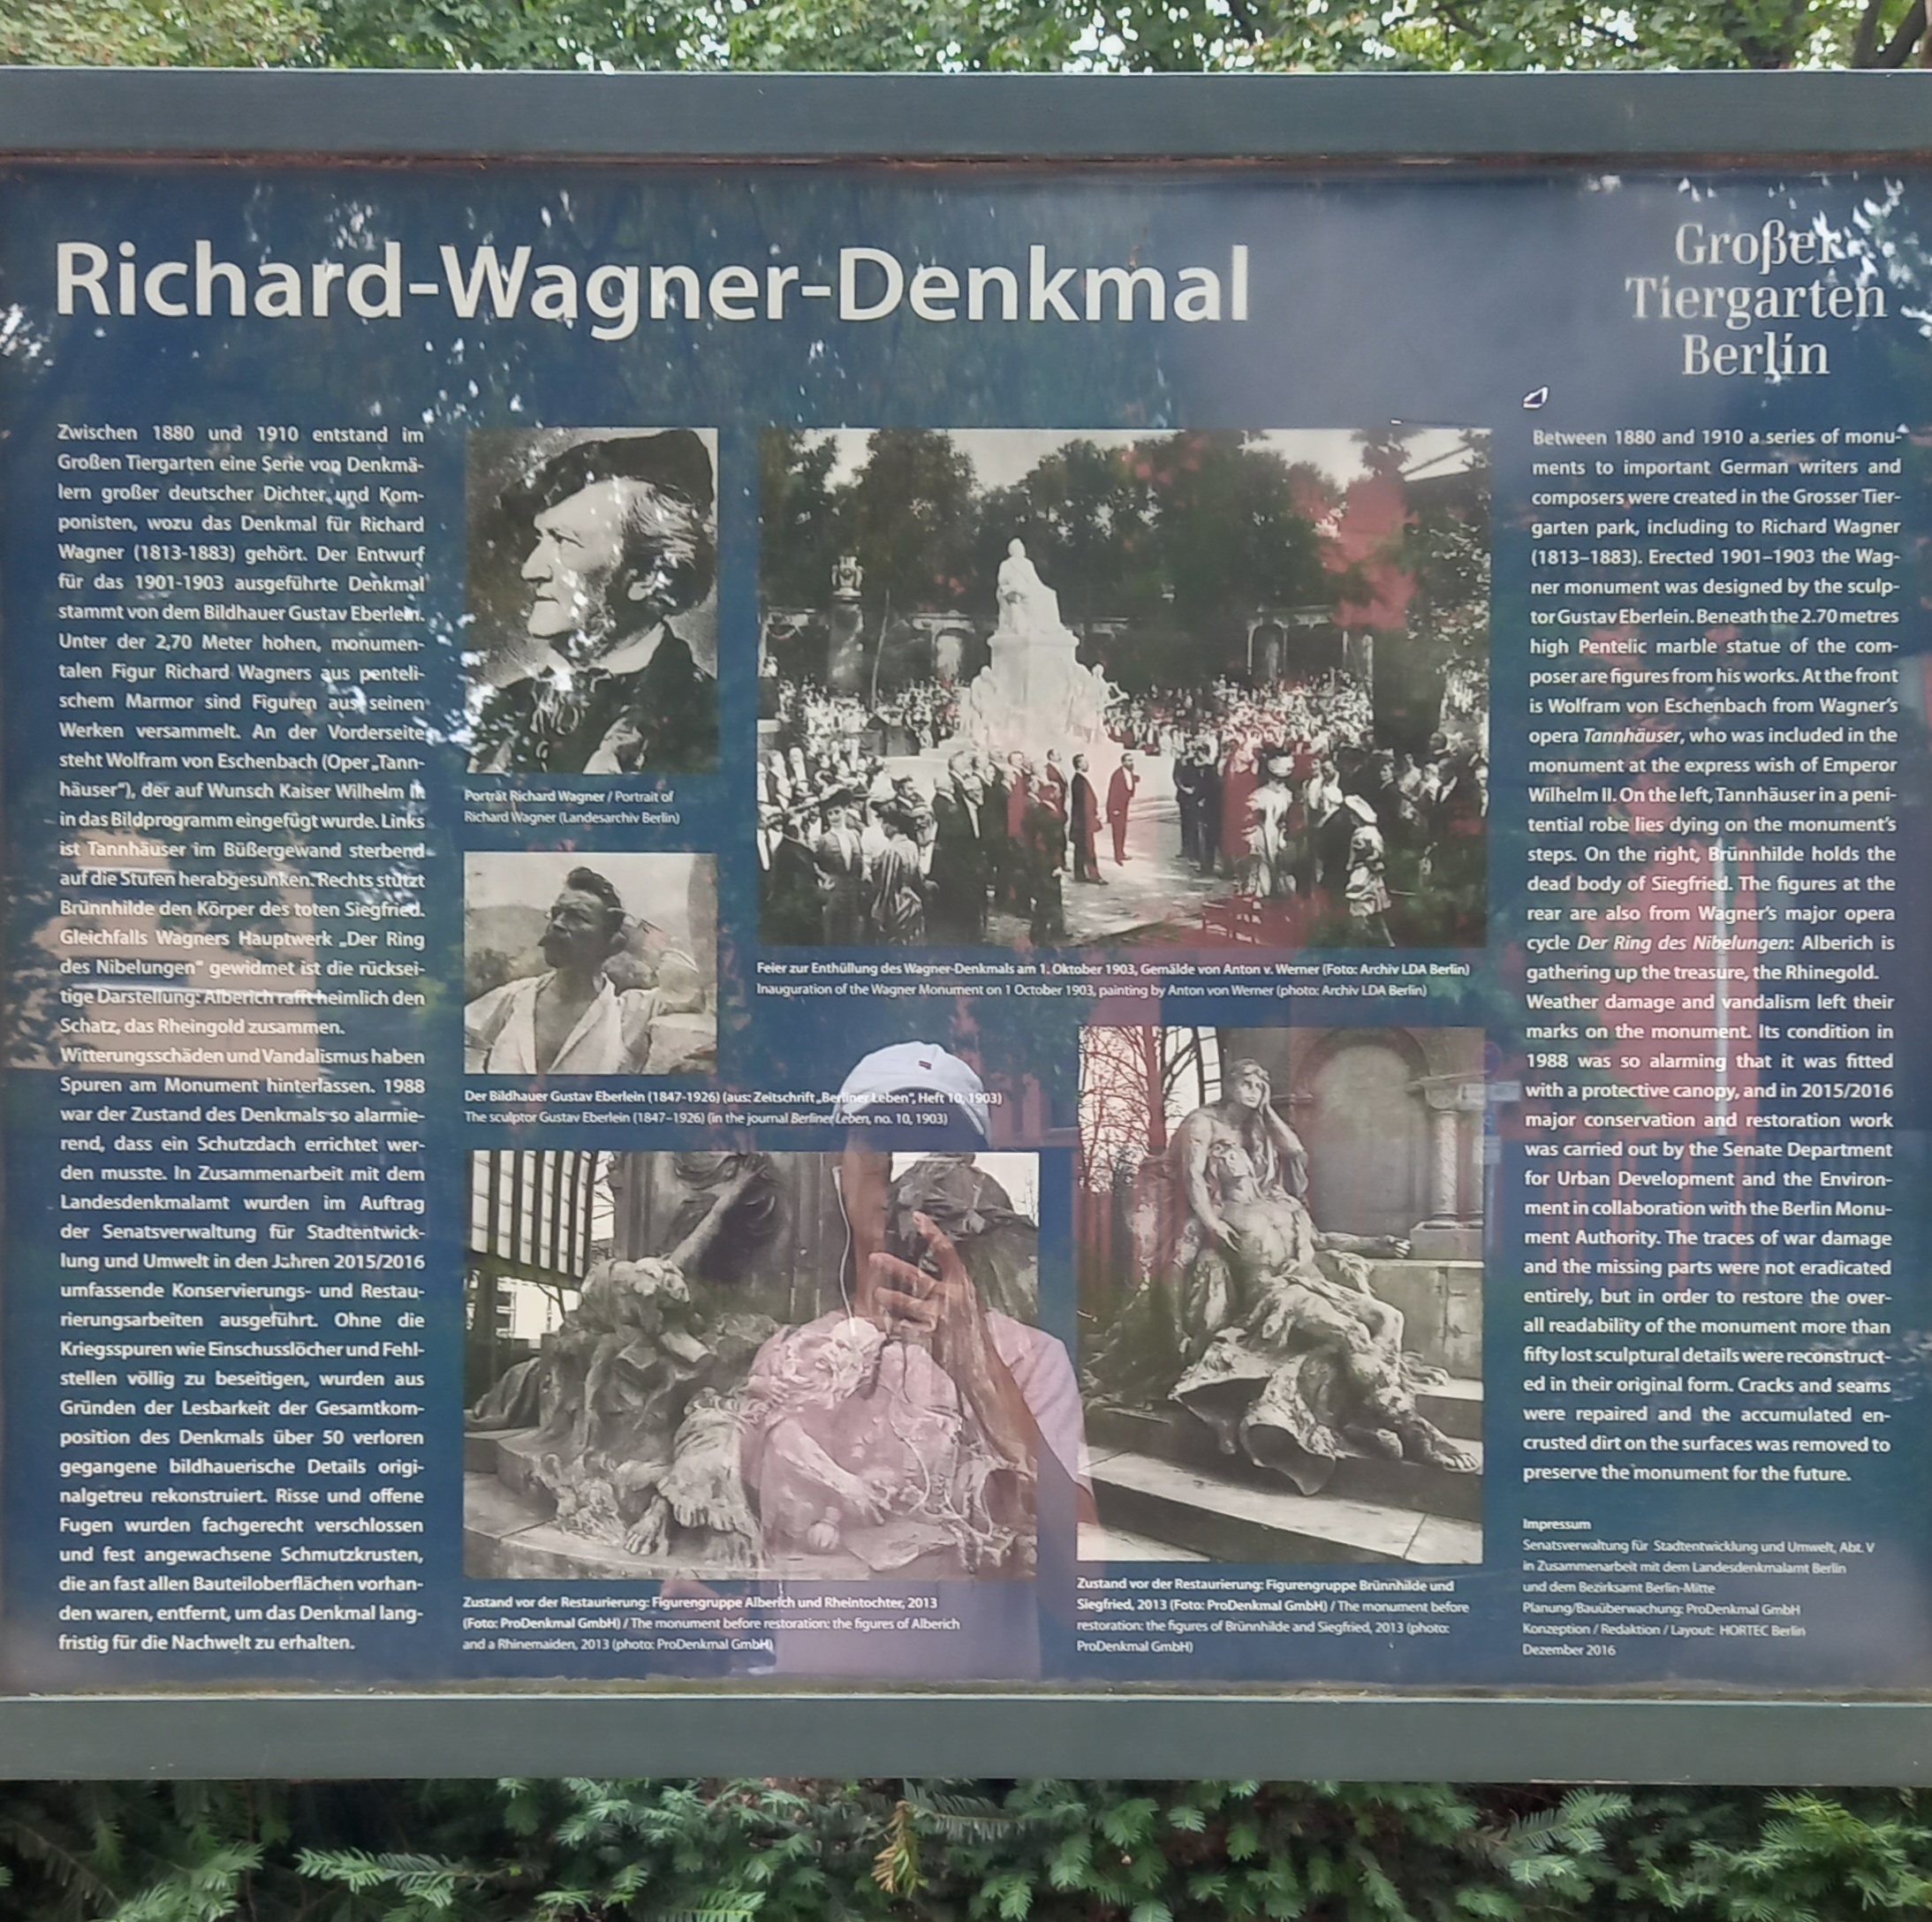 Richard-Wagner-Denkmal
Großer
Tiergarten
Berlin
Zwischen 1880 und 1910 entstand im
Großen Tiergarten eine Serie von Denkmä-
lern großer deutscher Dichter und Kom-
ponisten, wozu das Denkmal für Richard
Wagner (1813-1883) gehört. Der Entwurf
für das 1901-1903 ausgeführte Denkmal
stammt von dem Bildhauer Gustav Eberlein.
Unter der 2,70 Meter hohen, monumen-
talen Figur Richard Wagners aus penteli-
schem Marmor sind Figuren aus seinen
Werken versammelt. An der Vorderseite
steht Wolfram von Eschenbach (Oper „Tann-
häuser“), der auf Wunsch Kaiser Wilhelm II.
in das Bildprogramm eingefügt wurde. Links
ist Tannhäuser im Büßergewand sterbend
auf die Stufen herabgesunken. Rechts stützt
Brünnhilde den Körper des toten Siegfried.
Gleichfalls Wagners Hauptwerk „Der Ring
des Nibelungen“ gewidmet ist die rücksei-
tige Darstellung: Alberich rafft heimlich den
Schatz, das Rheingold zusammen.
Witterungsschäden und Vandalismus haben
Spuren am Monument hinterlassen. 1988
war der Zustand des Denkmals so alarmie-
rend, dass ein Schutzdach errichtet wer-
den musste. In Zusammenarbeit mit dem
Landesdenkmalamt wurden im Auftrag
der Senatsverwaltung für Stadtentwick-
lung und Umwelt in den Jahren 2015/2016
umfassende Konservierungs- und Restau-
rierungsarbeiten ausgeführt. Ohne die
Kriegsspuren wie Einschusslöcher und Fehl-
stellen völlig zu beseitigen, wurden aus
Gründen der Lesbarkeit der Gesamtkom-
position des Denkmals über 50 verloren
gegangene bildhauerische Details origi-
nalgetreu rekonstruiert. Risse und offene
Fugen wurden fachgerecht verschlossen
und fest angewachsene Schmutzkrusten,
die an fast allen Bauteiloberflächen vorhan-
den waren, entfernt, um das Denkmal lang-
fristig für die Nachwelt zu erhalten.
Porträt Richard Wagner / Portrait of
Richard Wagner (Landesarchiv Berlin)
Der Bildhauer Gustav Eberlein (1847-1926) (aus: Zeitschrift „Berliner Leben“, Heft 10, 1903)
The sculptor Gustav Eberlein (1847–1926) (in the journal Berliner Leben, no. 10, 1903)
Feier zur Enthüllung des Wagner-Denkmals am 1. Oktober 1903, Gemälde von Anton v. Werner (Foto: Archiv LDA Berlin)
Inauguration of the Wagner Monument on 1 October 1903, painting by Anton von Werner (photo: Archiv LDA Berlin)
Zustand vor der Restaurierung: Figurengruppe Alberich und Rheintochter, 2013
(Foto: ProDenkmal GmbH) / The monument before restoration: the figures of Alberich
and a Rhinemaiden, 2013 (photo: ProDenkmal GmbH)
Zustand vor der Restaurierung: Figurengruppe Brünnhilde und
Siegfried, 2013 (Foto: ProDenkmal GmbH) / The monument before
restoration: the figures of Brünnhilde and Siegfried, 2013 (photo:
ProDenkmal GmbH)
Between 1880 and 1910 a series of monu-
ments to important German writers and
composers were created in the Grosser Tier-
garten park, including to Richard Wagner
(1813–1883). Erected 1901–1903 the Wag-
ner monument was designed by the sculp-
tor Gustav Eberlein. Beneath the 2.70 metres
high Pentelic marble statue of the com-
poser are figures from his works. At the front
is Wolfram von Eschenbach from Wagner’s
opera Tannhäuser, who was included in the
monument at the express wish of Emperor
Wilhelm II. On the left, Tannhäuser in a peni-
tential robe lies dying on the monument’s
steps. On the right, Brünnhilde holds the
dead body of Siegfried. The figures at the
rear are also from Wagner’s major opera
cycle Der Ring des Nibelungen: Alberich is
gathering up the treasure, the Rhinegold.
Weather damage and vandalism left their
marks on the monument. Its condition in
1988 was so alarming that it was fitted
with a protective canopy, and in 2015/2016
major conservation and restoration work
was carried out by the Senate Department
for Urban Development and the Environ-
ment in collaboration with the Berlin Monu-
ment Authority. The traces of war damage
and the missing parts were not eradicated
entirely, but in order to restore the over-
all readability of the monument more than
fifty lost sculptural details were reconstruct-
ed in their original form. Cracks and seams
were repaired and the accumulated en-
crusted dirt on the surfaces was removed to
preserve the monument for the future.
Impressum
Senatsverwaltung für Stadtentwicklung und Umwelt, Abt. V
in Zusammenarbeit mit dem Landesdenkmalamt Berlin
und dem Bezirksamt Berlin-Mitte
Planung/Bauüberwachung: ProDenkmal GmbH
Konzeption / Redaktion / Layout: HORTEC Berlin
Dezember 2016